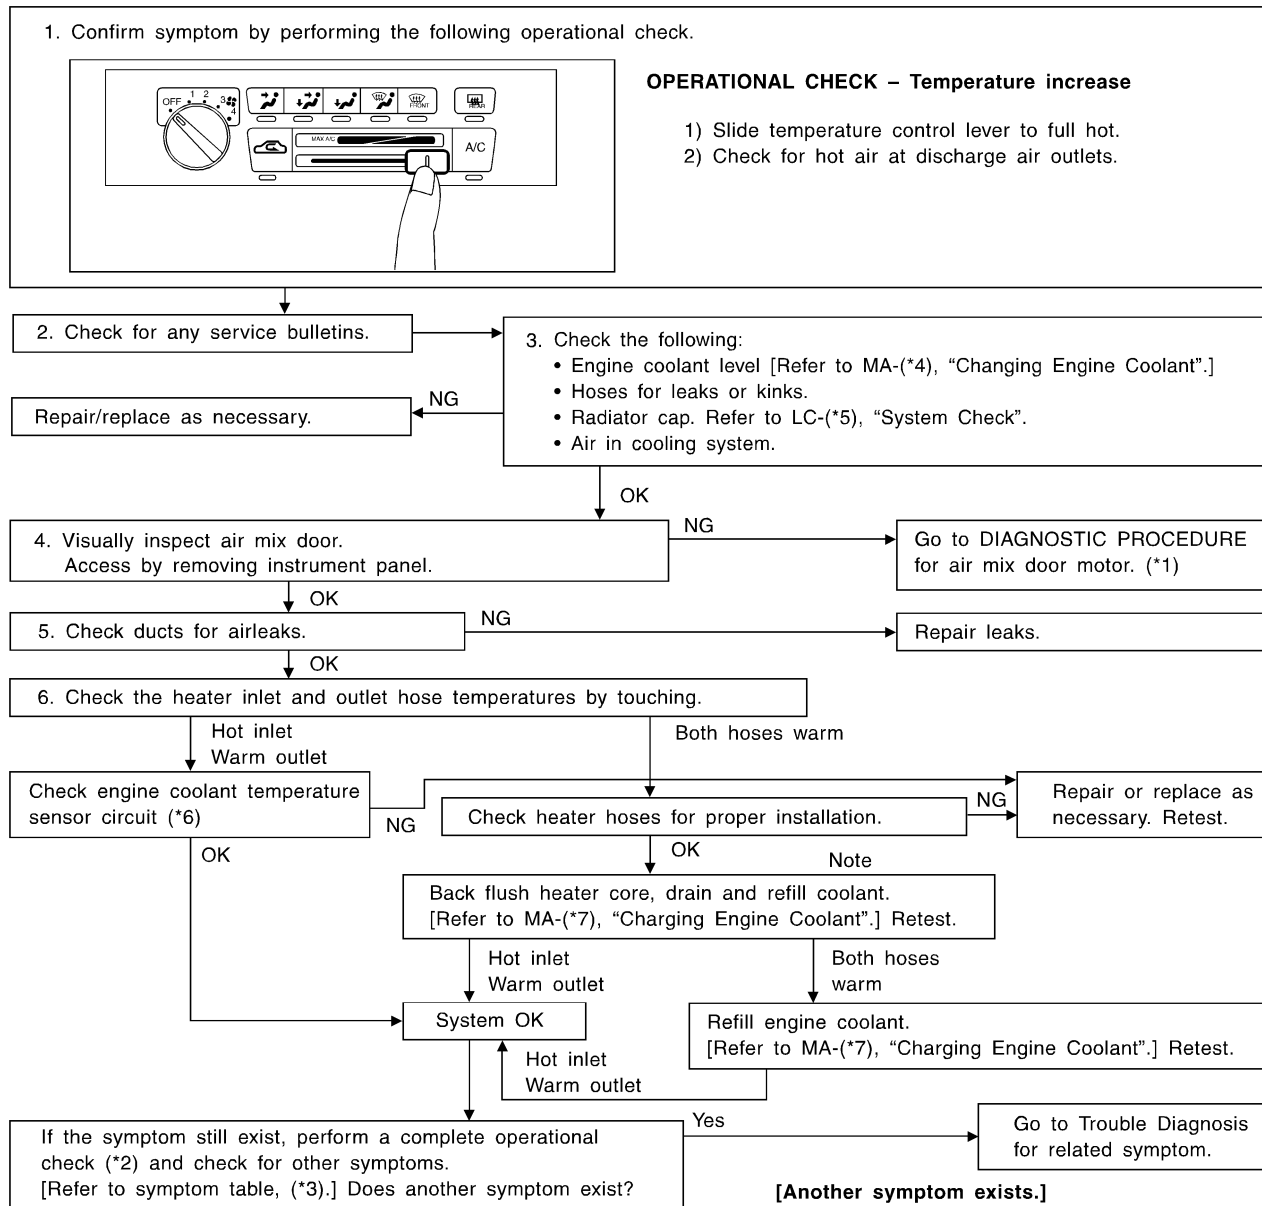 1. Confirm symptom by performing the following operational check.
OFF
1
2
3
4
FRONT
REAR
MAX A/C
A/C
OPERATIONAL CHECK – Temperature increase
1) Slide temperature control lever to full hot.
2) Check for hot air at discharge air outlets.
2. Check for any service bulletins.
3. Check the following:
• Engine coolant level [Refer to MA-(*4), “Changing Engine Coolant”.]
• Hoses for leaks or kinks.
• Radiator cap. Refer to LC-(*5), “System Check”.
• Air in cooling system.
NG
Repair/replace as necessary.
OK
4. Visually inspect air mix door.
Access by removing instrument panel.
NG
Go to DIAGNOSTIC PROCEDURE
for air mix door motor. (*1)
OK
5. Check ducts for airleaks.
NG
Repair leaks.
OK
6. Check the heater inlet and outlet hose temperatures by touching.
Hot inlet
Warm outlet
Both hoses warm
Check engine coolant temperature
sensor circuit (*6)
NG
Check heater hoses for proper installation.
NG
Repair or replace as
necessary. Retest.
OK
OK
Note
Back flush heater core, drain and refill coolant.
[Refer to MA-(*7), “Charging Engine Coolant”.] Retest.
Hot inlet
Warm outlet
Both hoses
warm
System OK
Refill engine coolant.
[Refer to MA-(*7), “Charging Engine Coolant”.] Retest.
Hot inlet
Warm outlet
If the symptom still exist, perform a complete operational
check (*2) and check for other symptoms.
[Refer to symptom table, (*3).] Does another symptom exist?
Yes
Go to Trouble Diagnosis
for related symptom.
[Another symptom exists.]